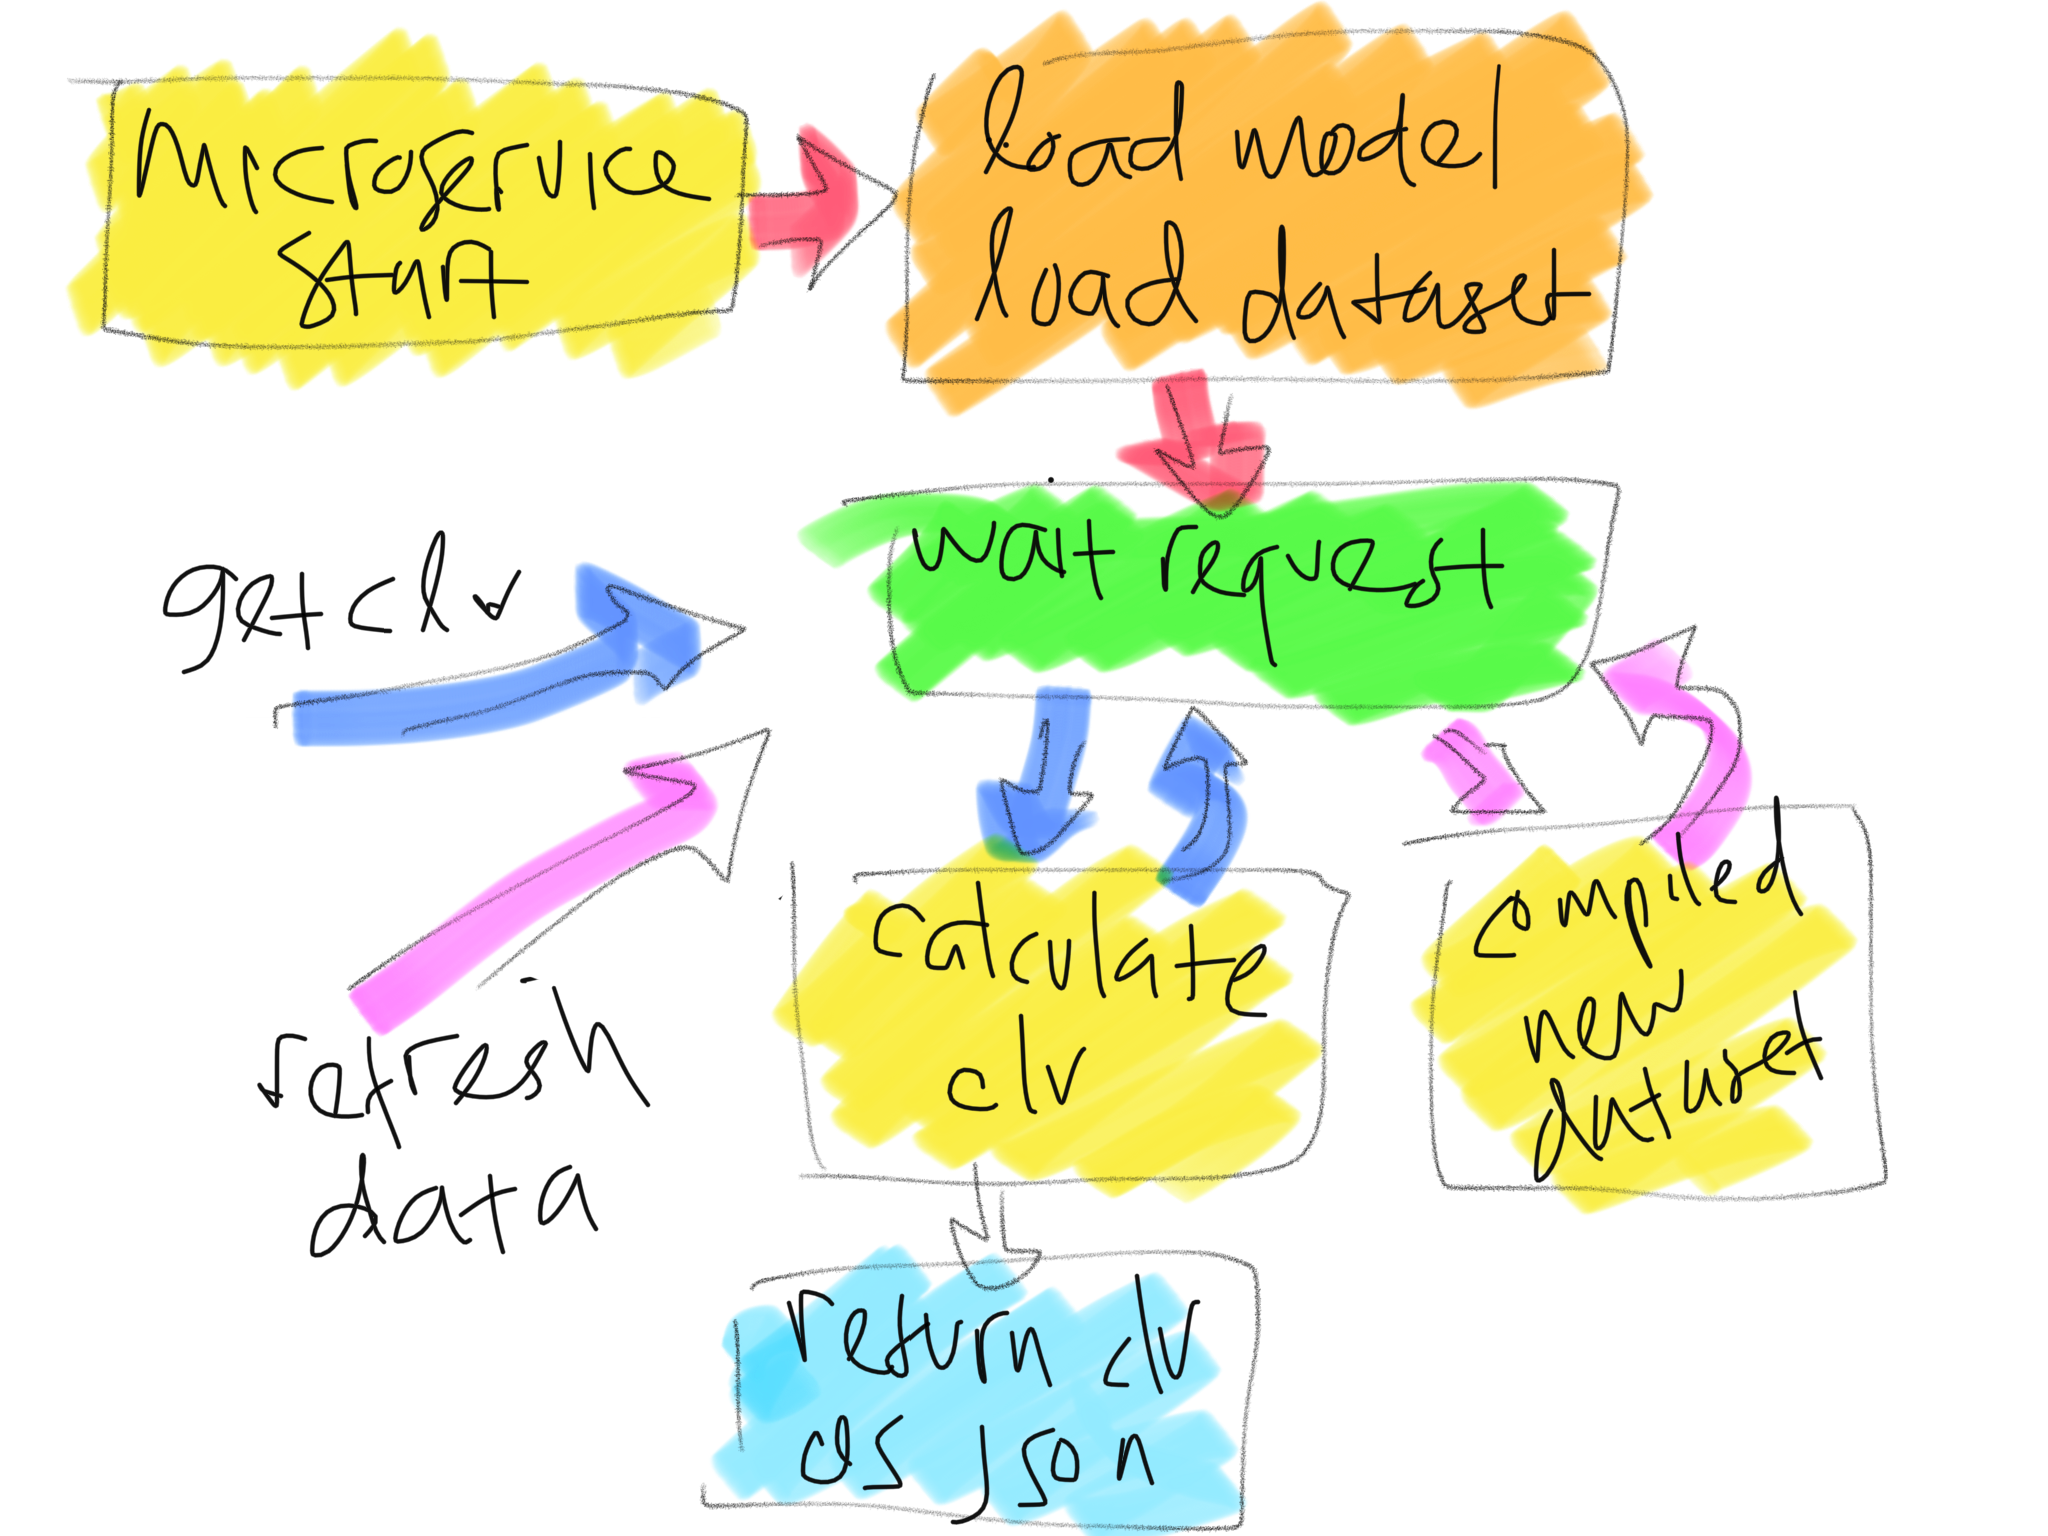 Microservice
start
load model
load dataset
wait request
get clv
refresh
data
calculate
clv
compiled
new
dataset
return clv
as json